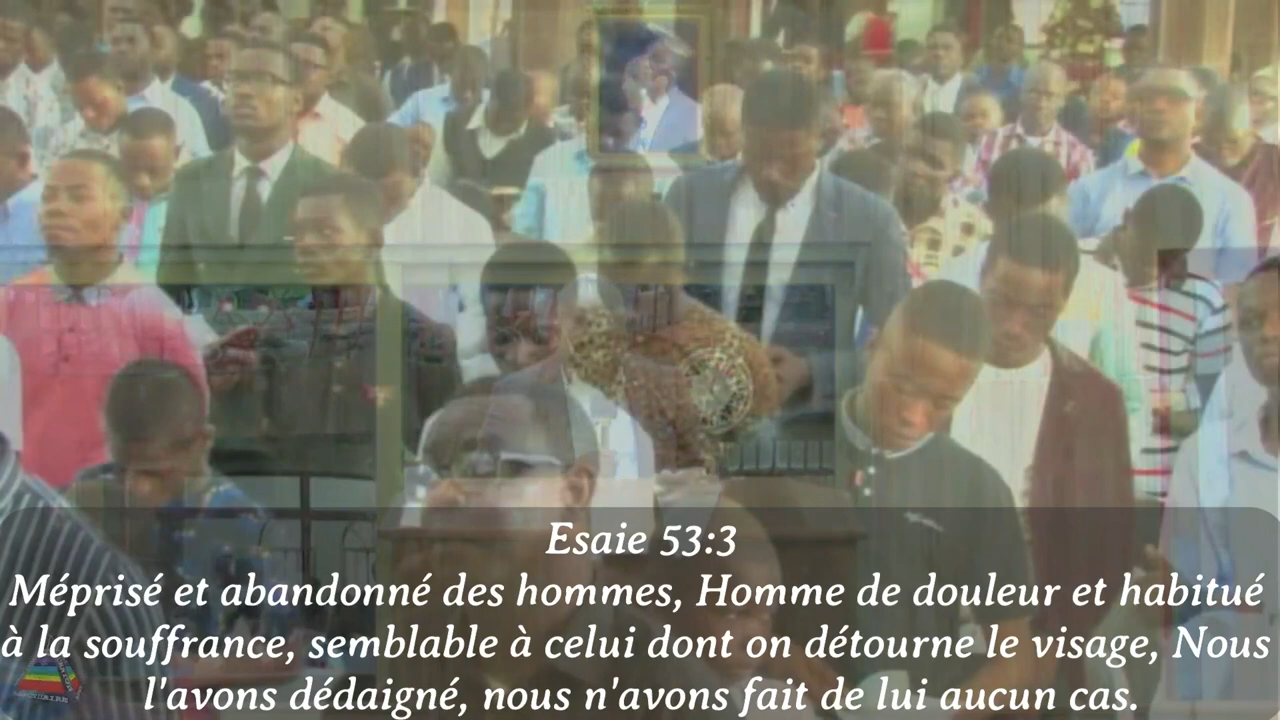 Esaie 53:3
Méprisé et abandonné des hommes, Homme de douleur et habitué
à la souffrance, semblable à celui dont on détourne le visage, Nous
l'avons dédaigné, nous n'avons fait de lui aucun cas.